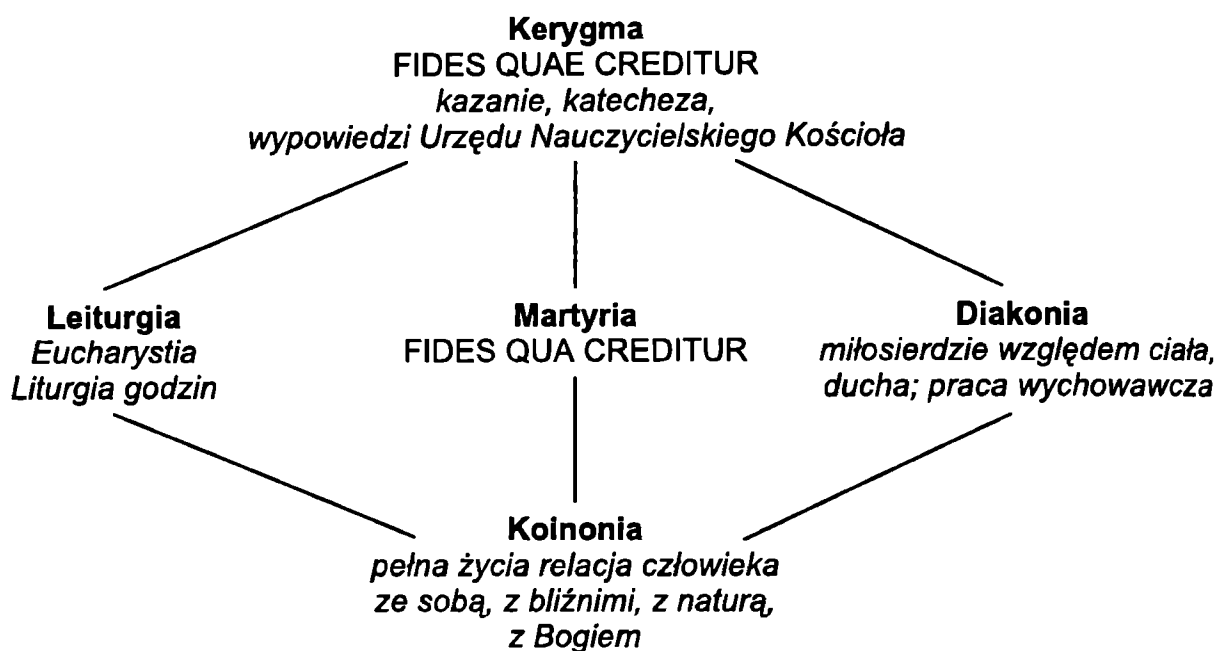 Kerygma
FIDES QUAE CREDITUR
kazanie, katecheza,
wypowiedzi Urzędu Nauczycielskiego Kościoła
Leiturgia
Eucharystia
Liturgia godzin
Martyria
FIDES QUA CREDITUR
Diakonia
miłosierdzie względem ciała,
ducha; praca wychowawcza
Koinonia
pełna życia relacja człowieka
ze sobą, z bliźnimi, z naturą,
z Bogiem